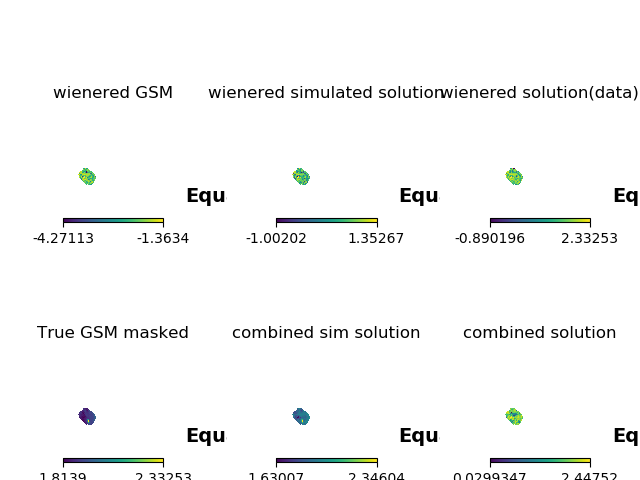 wienered GSM
wienered simulated solution
wienered solution(data)
Equ
Equ
Eq
-4.27113 -1.3634
-1.00202 1.35267
-0.890196 2.33253
True GSM masked
combined sim solution
combined solution
Equ
Equ
Eq
1.8139 2.33253
1.63007 2.34604
0.0299347 2.44752